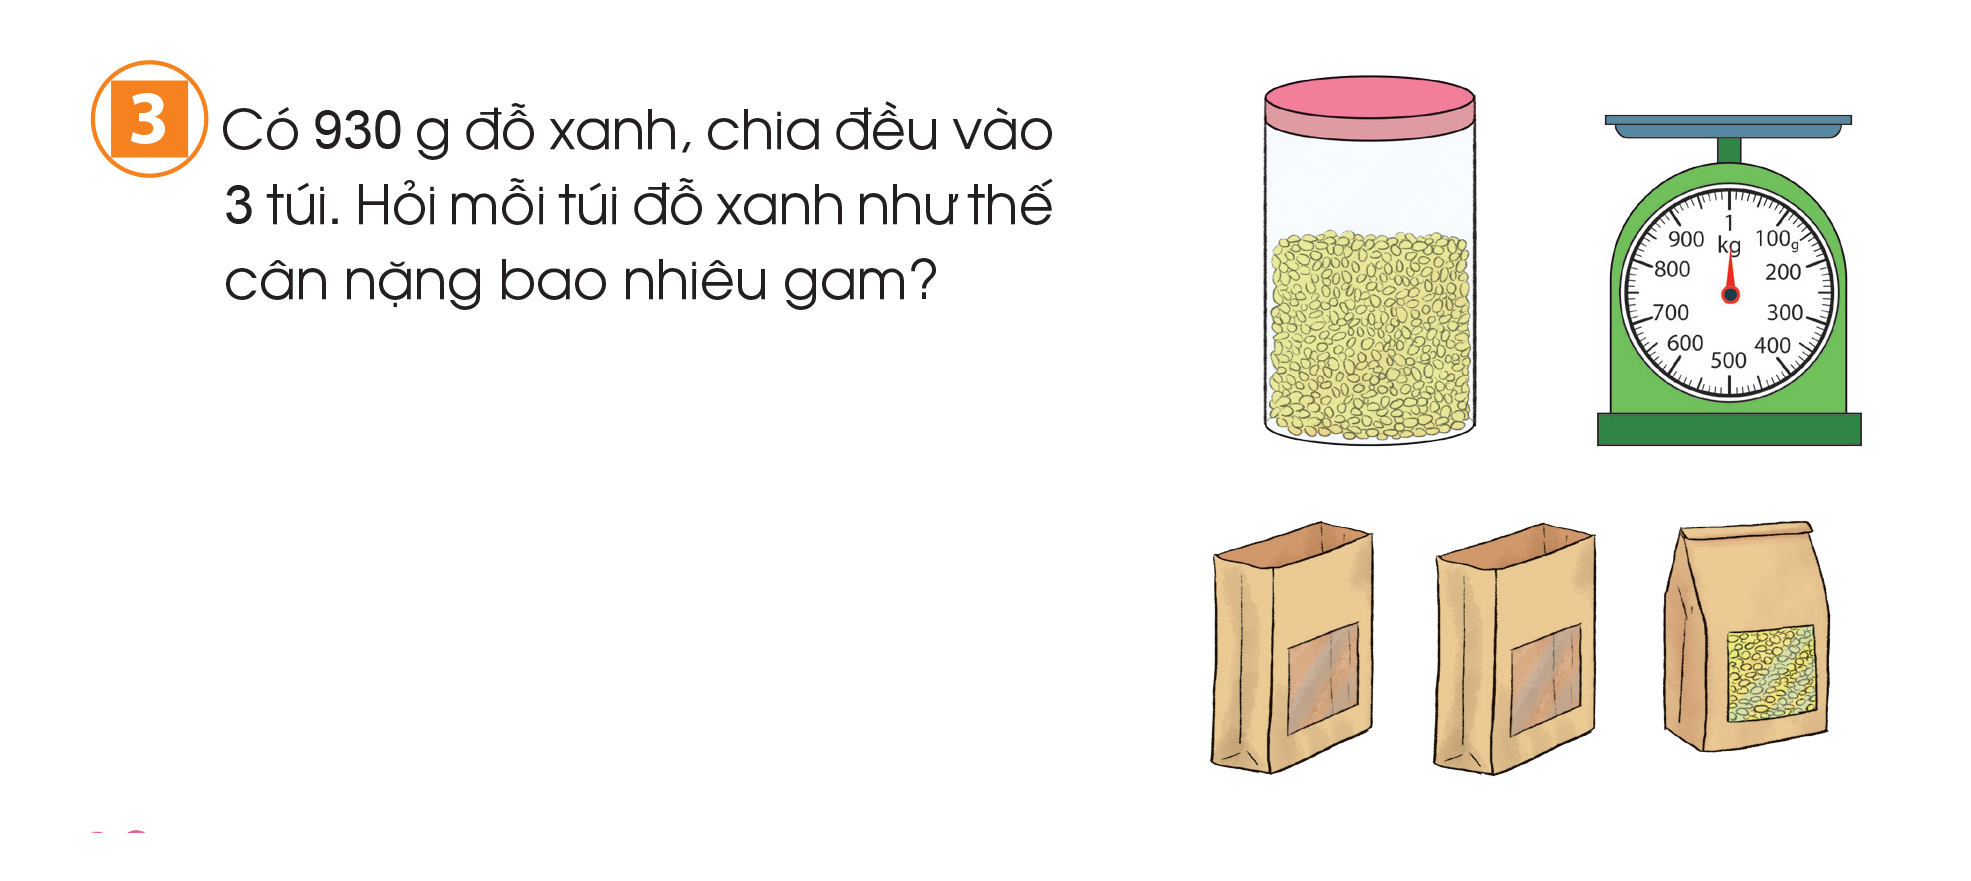 3
Có 930 g đỗ xanh, chia đều vào
3 túi. Hỏi mỗi túi đỗ xanh như thế
cân nặng bao nhiêu gam?
1
kg
900 100g
800 200
700 300
600 400
500